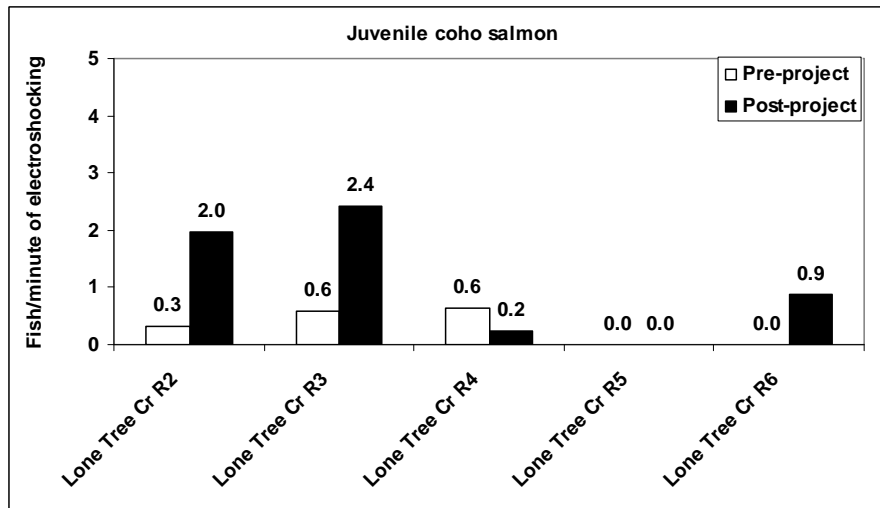 Juvenile coho salmon
Fish/minute of electroshocking
5
4
3
2
1
0
Pre-project
Post-project
0.3
2.0
0.6
2.4
0.6
0.2
0.0
0.0
0.0
0.9
Lone Tree Cr R2
Lone Tree Cr R3
Lone Tree Cr R4
Lone Tree Cr R5
Lone Tree Cr R6